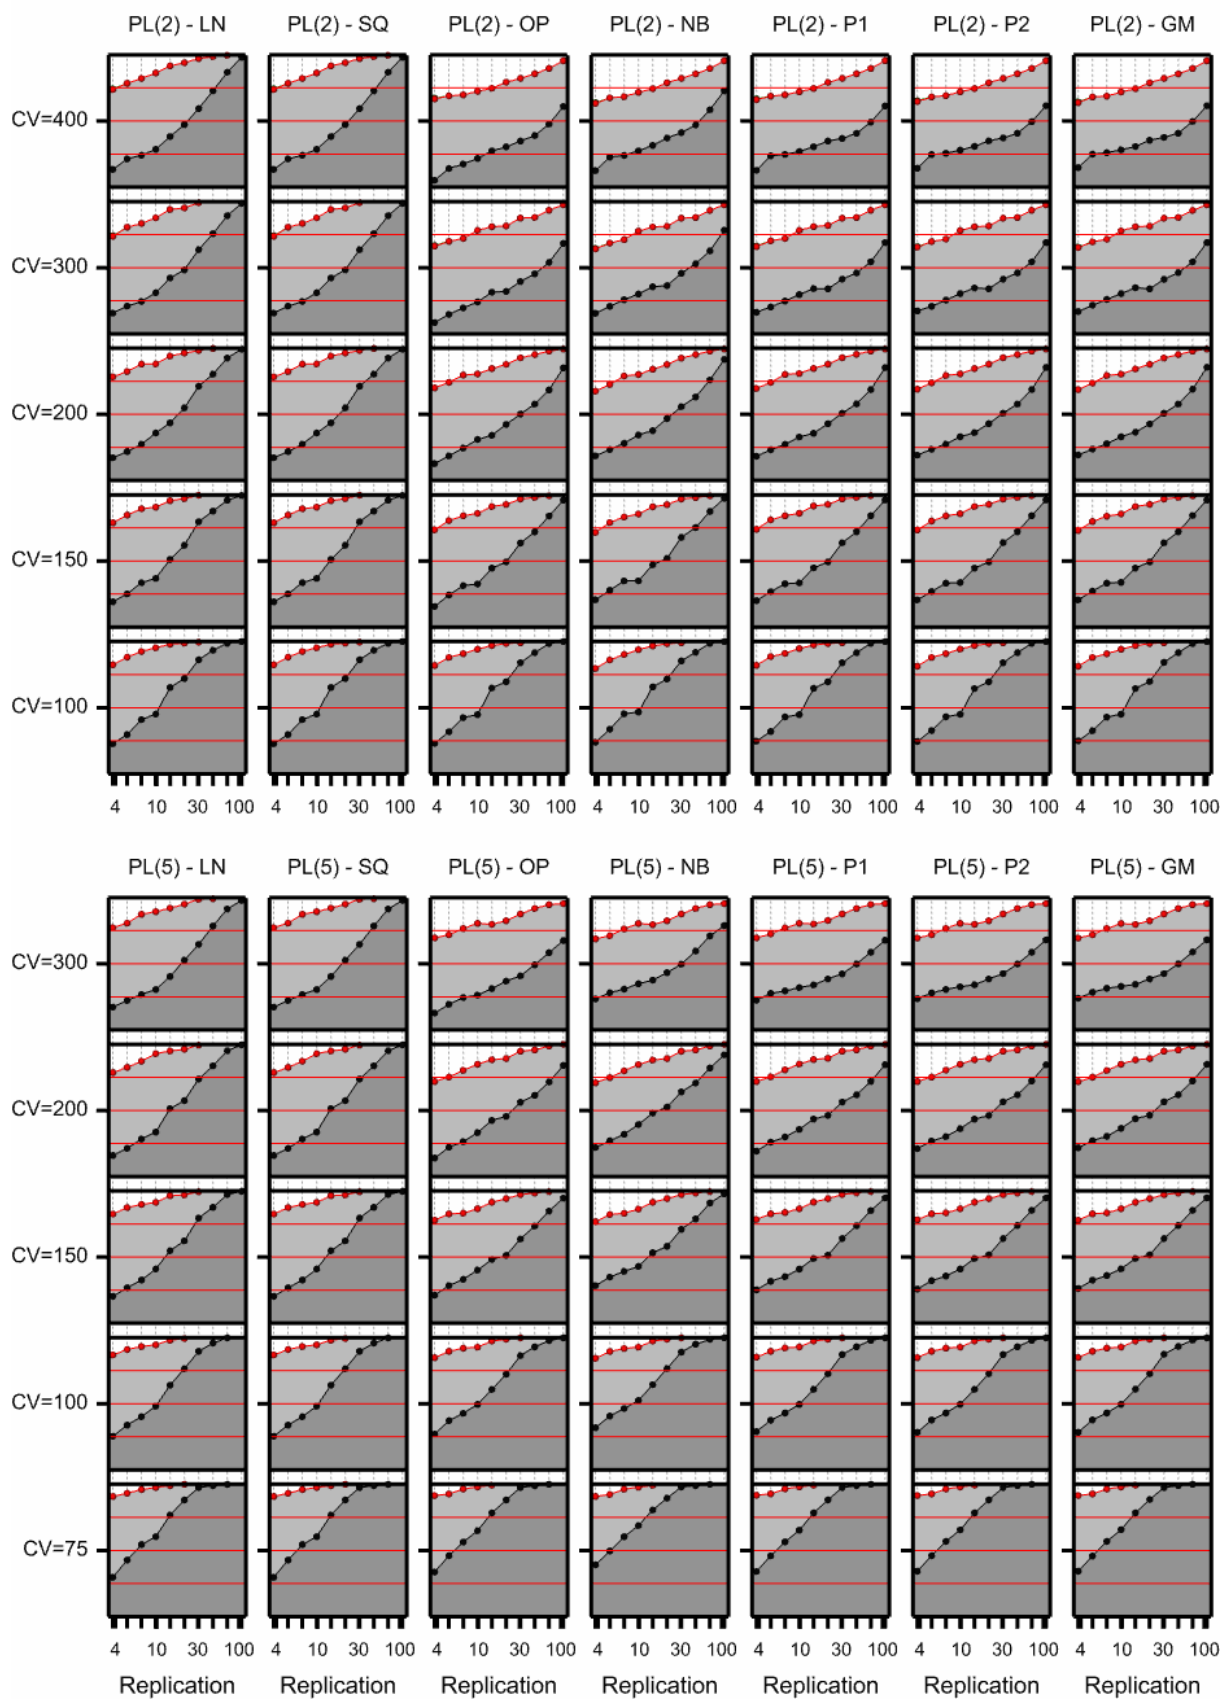 PL(2) - LN PL(2) - SQ PL(2) - OP PL(2) - NB PL(2) - P1 PL(2) - P2 PL(2) - GM
CV=400
CV=300
CV=200
CV=150
CV=100
4 10 30 100 4 10 30 100 4 10 30 100 4 10 30 100 4 10 30 100 4 10 30 100 4 10 30 100
PL(5) - LN PL(5) - SQ PL(5) - OP PL(5) - NB PL(5) - P1 PL(5) - P2 PL(5) - GM
CV=300
CV=200
CV=150
CV=100
CV=75
4 10 30 100 4 10 30 100 4 10 30 100 4 10 30 100 4 10 30 100 4 10 30 100 4 10 30 100
Replication Replication Replication Replication Replication Replication Replication